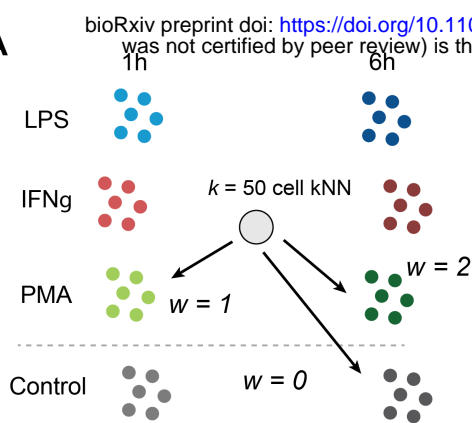 A
bioRxiv preprint doi: https://doi.org/10.110
was not certified by peer review) is th
1h 6h
LPS
IFNg
k = 50 cell kNN
w = 2
PMA
w = 1
Control
w = 0